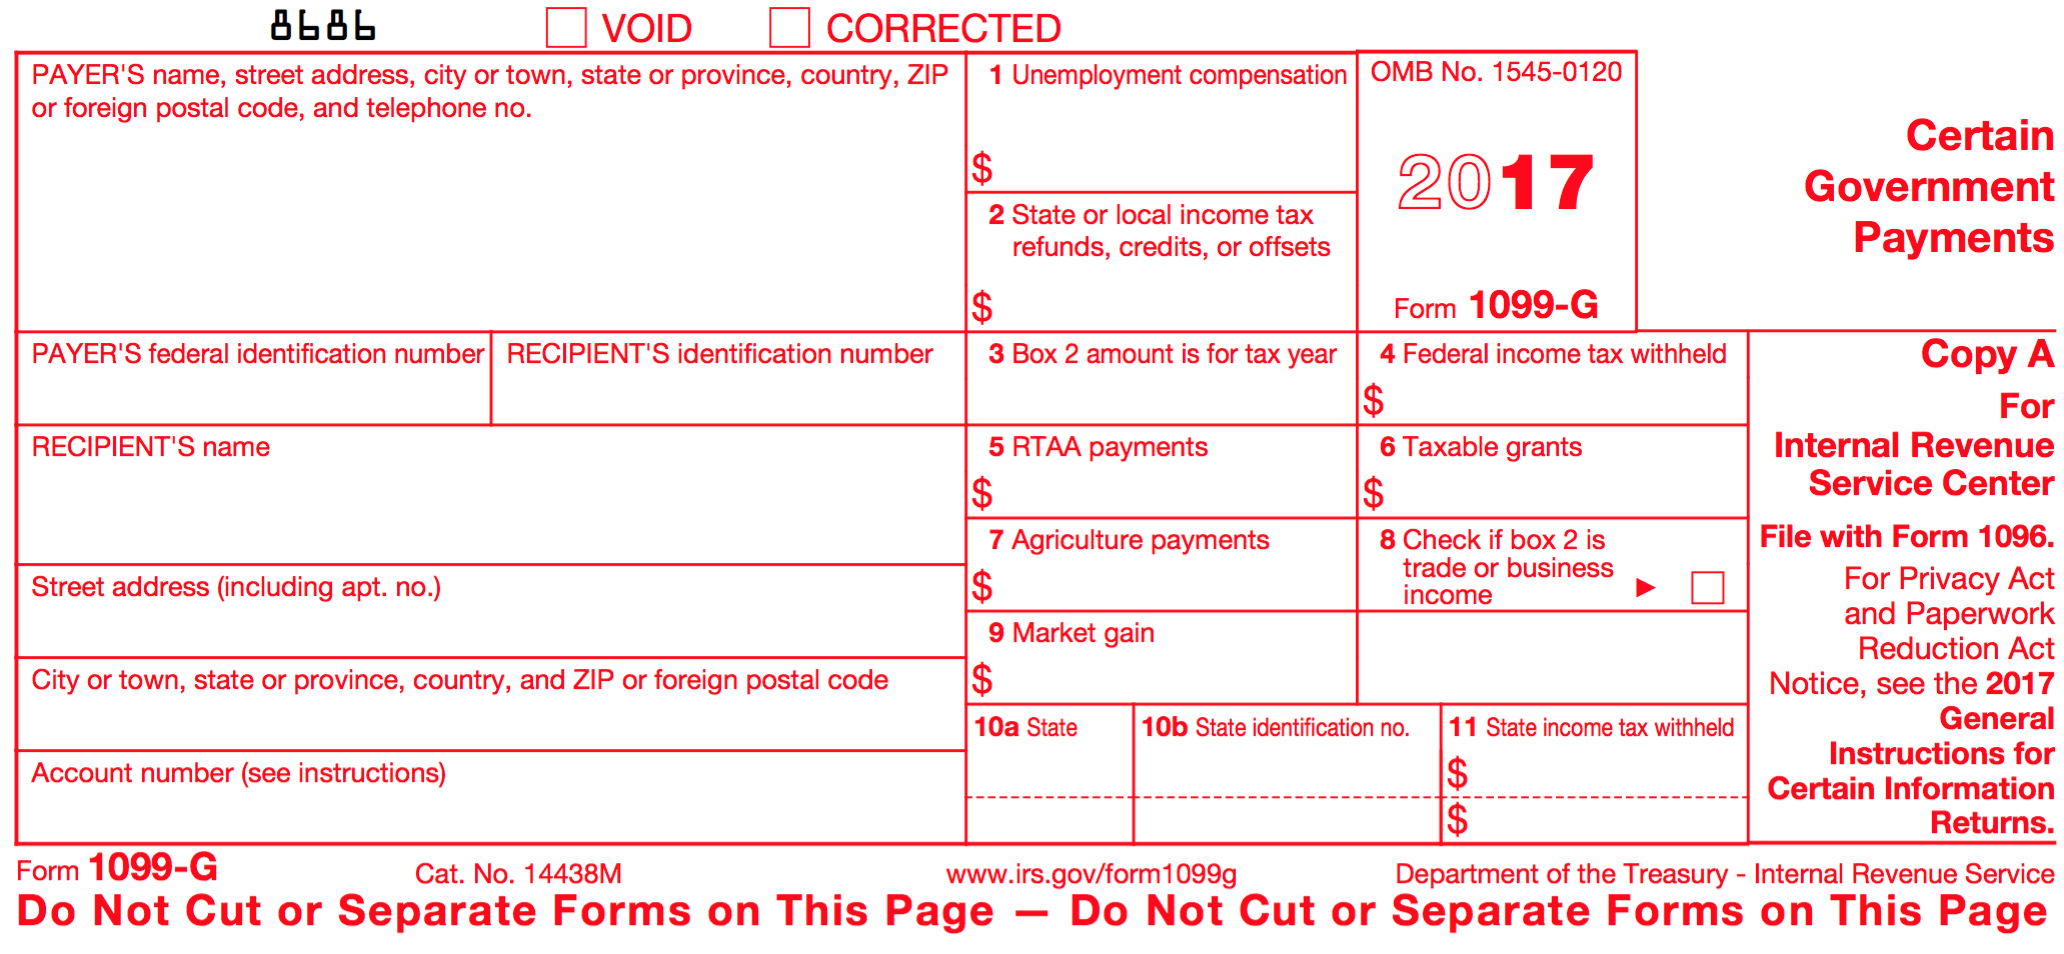 8686 VOID CORRECTED
PAYER'S name, street address, city or town, state or province, country, ZIP
or foreign postal code, and telephone no.
1 Unemployment compensation
$
2 State or local income tax
refunds, credits, or offsets
$
OMB No. 1545-0120
2017
Form 1099-G
Certain
Government
Payments
PAYER'S federal identification number
RECIPIENT'S identification number
3 Box 2 amount is for tax year
4 Federal income tax withheld
$
RECIPIENT'S name
5 RTAA payments
$
6 Taxable grants
$
7 Agriculture payments
$
8 Check if box 2 is
trade or business
income ►
Street address (including apt. no.)
9 Market gain
$
City or town, state or province, country, and ZIP or foreign postal code
10a State
10b State identification no.
11 State income tax withheld
$
$
Account number (see instructions)
Copy A
For
Internal Revenue
Service Center
File with Form 1096.
For Privacy Act
and Paperwork
Reduction Act
Notice, see the 2017
General
Instructions for
Certain Information
Returns.
Form 1099-G Cat. No. 14438M www.irs.gov/form1099g Department of the Treasury - Internal Revenue Service
Do Not Cut or Separate Forms on This Page — Do Not Cut or Separate Forms on This Page